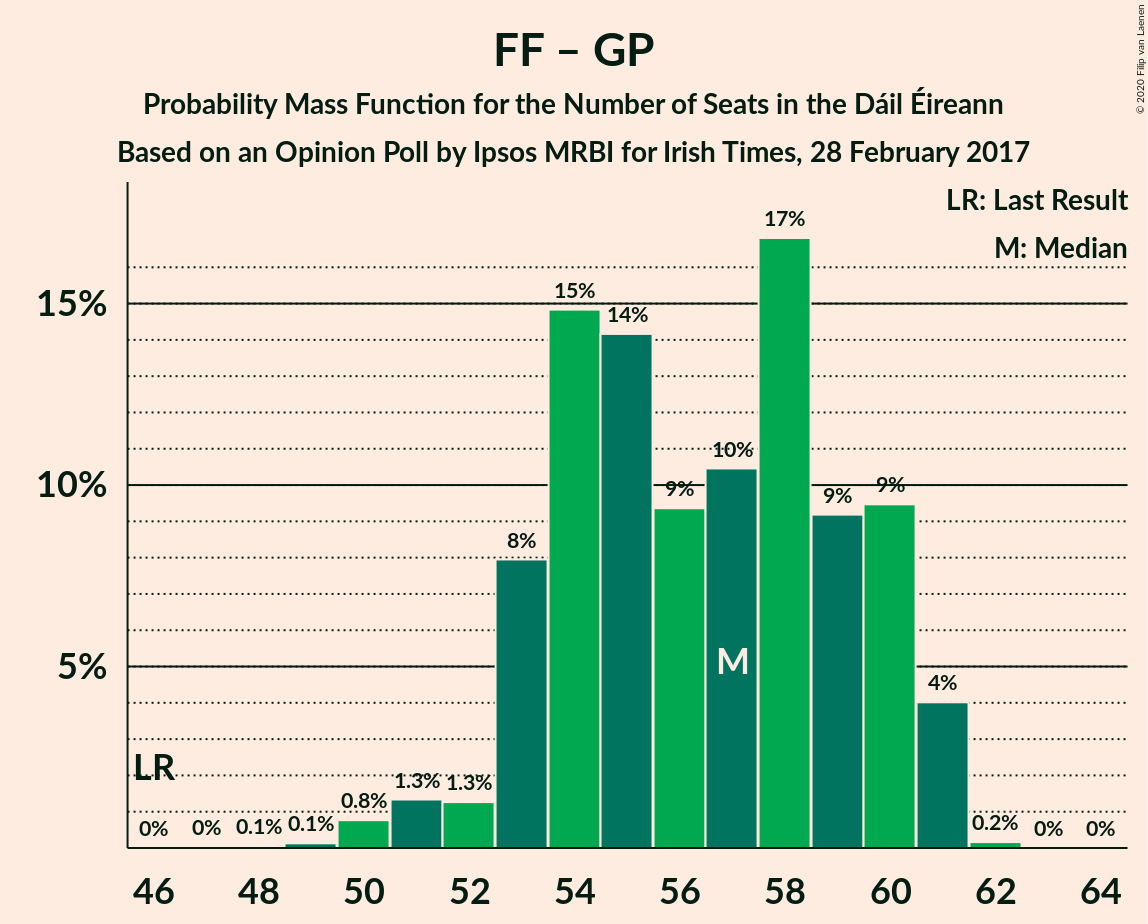 FF – GP
Probability Mass Function for the Number of Seats in the Dáil Éireann
Based on an Opinion Poll by Ipsos MRBI for Irish Times, 28 February 2017
© 2020 Filip van Laenen
LR: Last Result
M: Median
15%
10%
5%
LR
M
0%
0%
0.1%
0.1%
0.8%
1.3%
1.3%
8%
15%
14%
9%
10%
17%
9%
9%
4%
0.2%
0%
0%
46 48 50 52 54 56 58 60 62 64